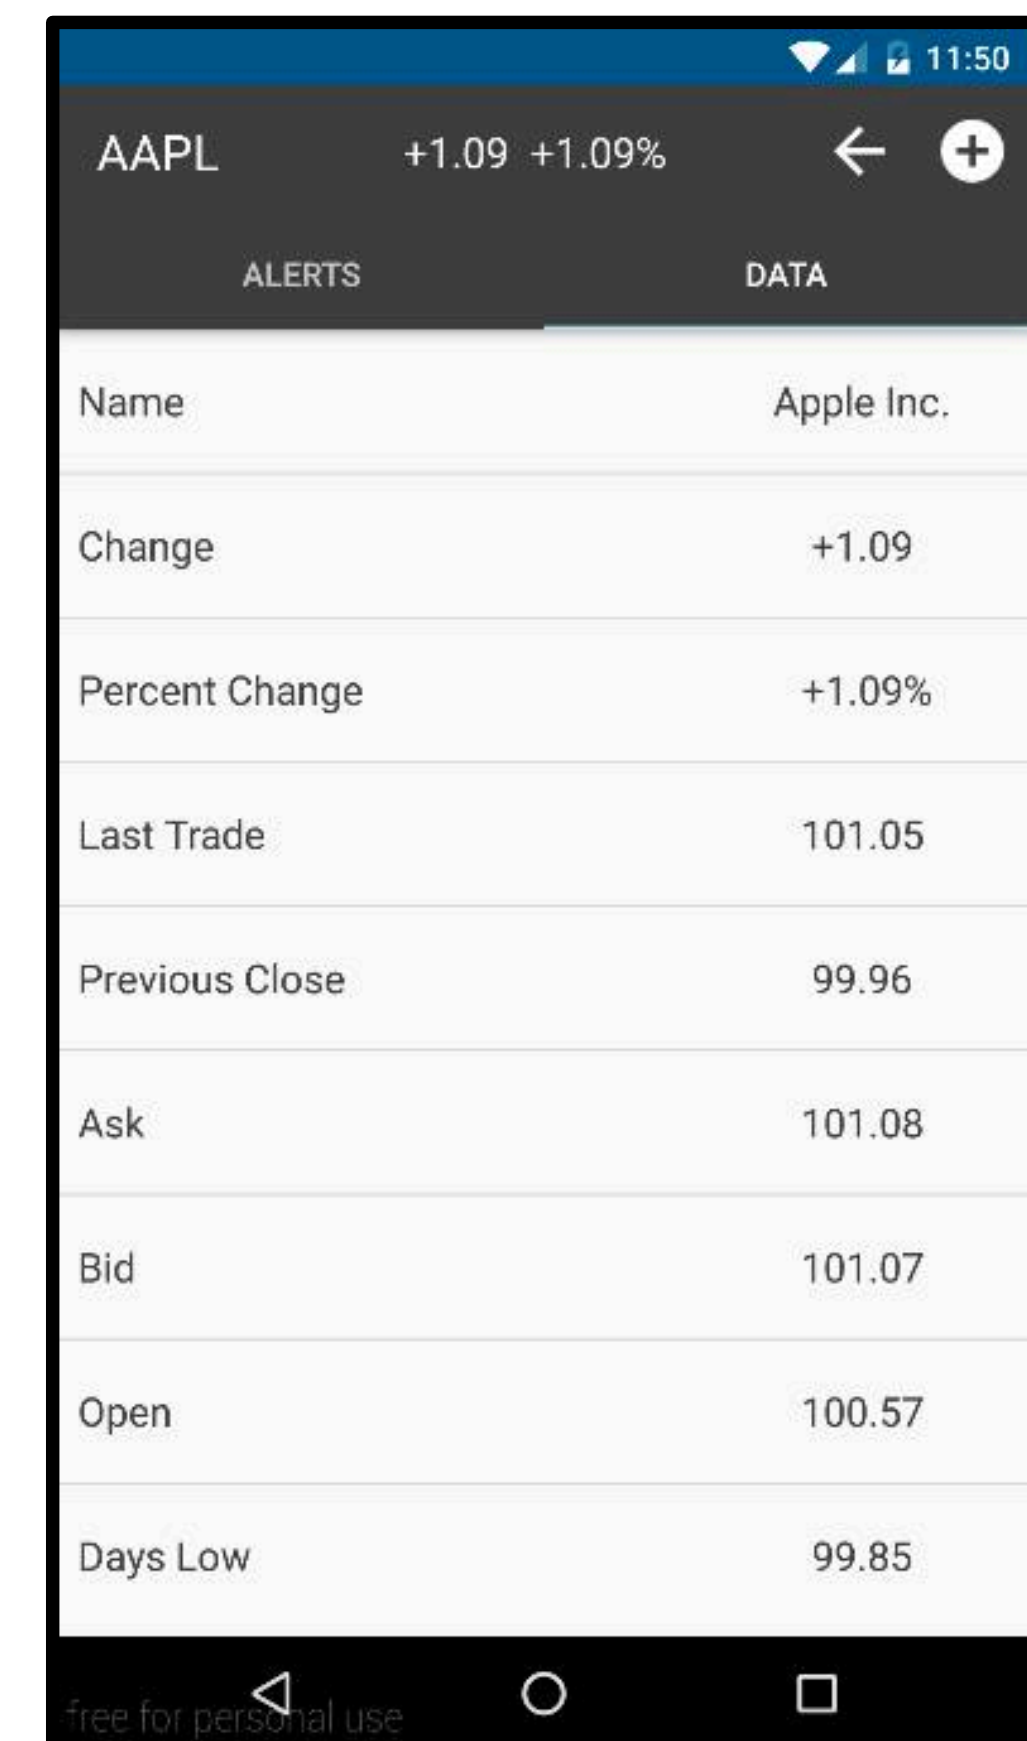 11:50
AAPL +1.09 +1.09%
ALERTS DATA
Name Apple Inc.
Change +1.09
Percent Change +1.09%
Last Trade 101.05
Previous Close 99.96
Ask 101.08
Bid 101.07
Open 100.57
Days Low 99.85
free for personal use